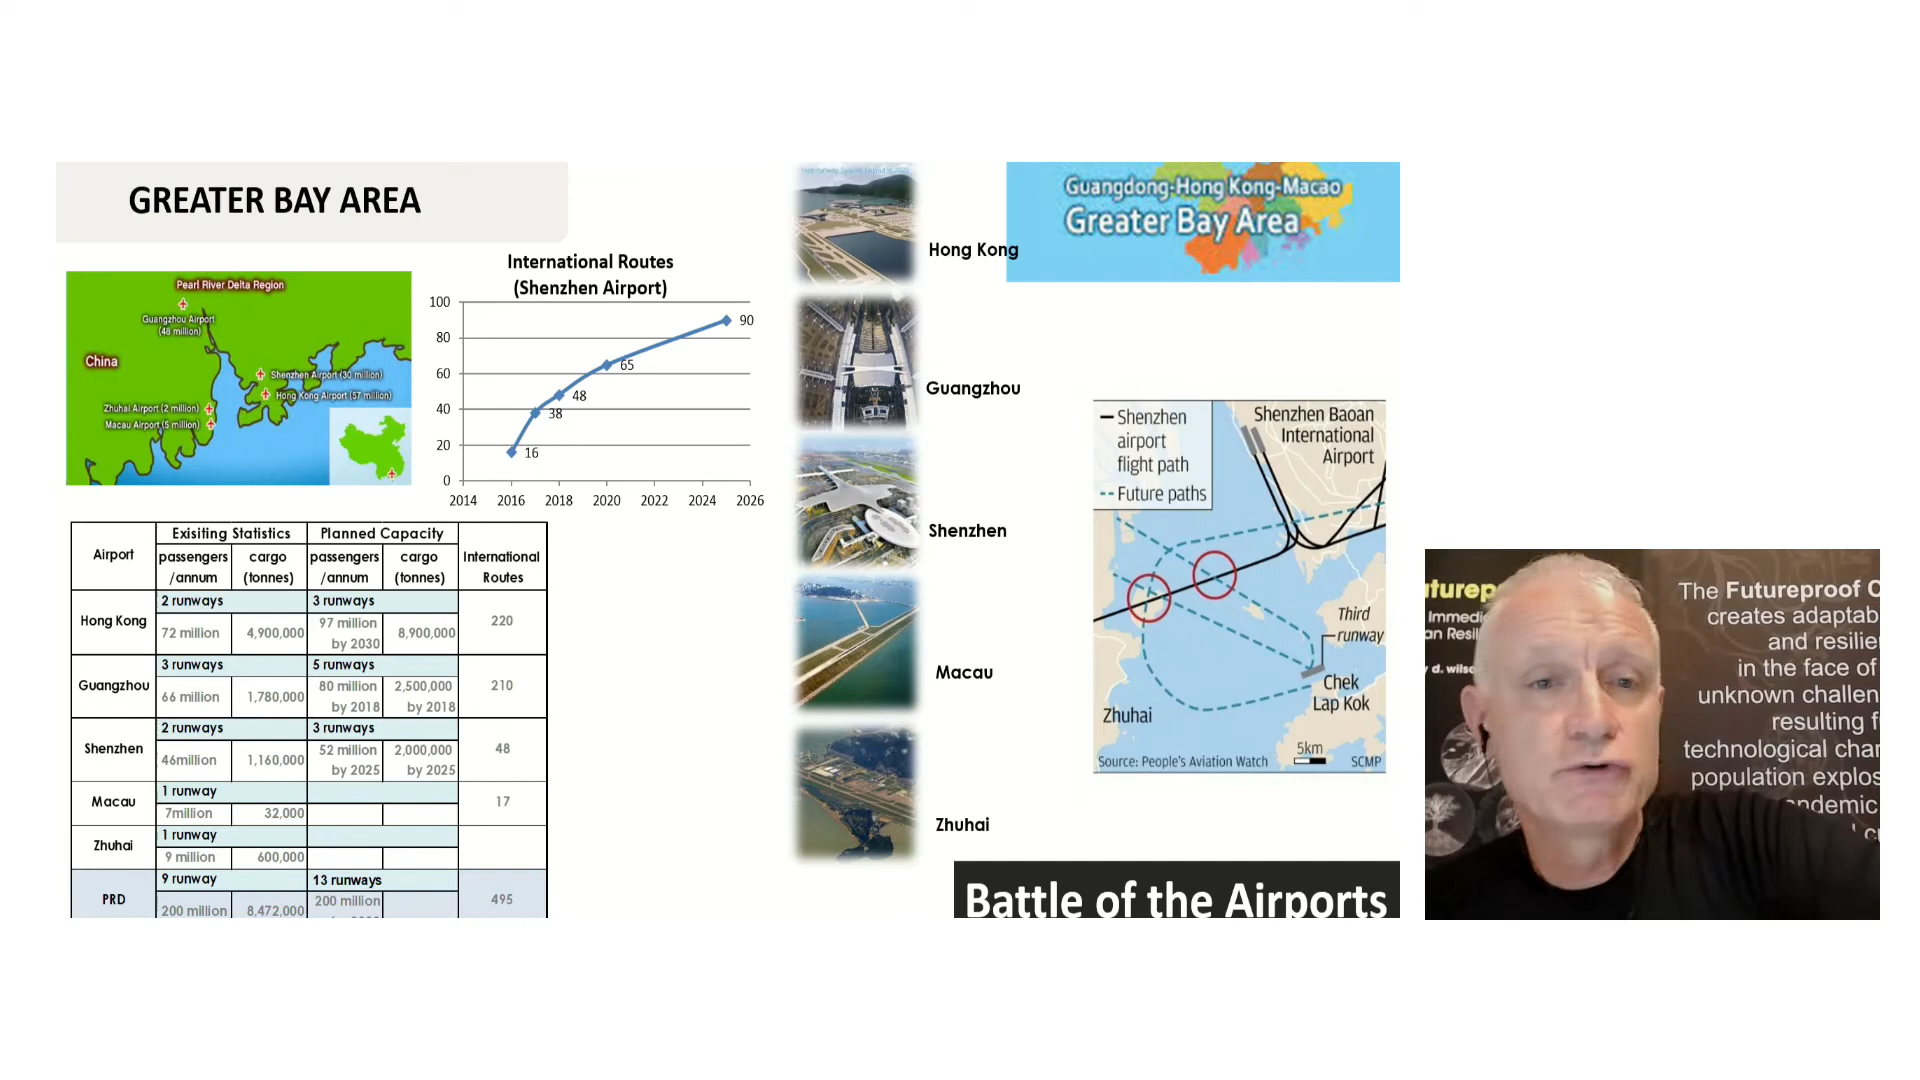 GREATER BAY AREA
Pearl River Delta Region
Guangzhou Airport
(48 million)
China
Shenzhen Airport (30 million)
Hong Kong Airport (57 million)
Zhuhai Airport (2 million)
Macau Airport (5 million)
International Routes
(Shenzhen Airport)
100
80
60
40
20
0
16
38
48
65
90
2014 2016 2018 2020 2022 2024 2026
Airport
Exisiting Statistics
Planned Capacity
International
Routes
passengers
/annum
cargo
(tonnes)
passengers
/annum
cargo
(tonnes)
Hong Kong
2 runways
3 runways
72 million
4,900,000
97 million
by 2030
8,900,000
220
Guangzhou
3 runways
5 runways
66 million
1,780,000
80 million
by 2018
2,500,000
by 2018
210
Shenzhen
2 runways
3 runways
46million
1,160,000
52 million
by 2025
2,000,000
by 2025
48
Macau
1 runway
7million
32,000
17
Zhuhai
1 runway
9 million
600,000
PRD
9 runway
13 runways
200 million
8,472,000
200 million
495
Hong Kong
Guangzhou
Shenzhen
Macau
Zhuhai
Guangdong-Hong Kong-Macao
Greater Bay Area
Shenzhen
airport
flight path
Future paths
Shenzhen Baoan
International
Airport
Third
runway
Chek
Lap Kok
Zhuhai
5km
Source: People's Aviation Watch
SCMP
Battle of the Airports
turep
Immedi
an Resil
y d. wils
The Futureproof C
creates adaptab
and resilie
in the face of
unknown challen
resulting f
technological cha
population explos
ndemic